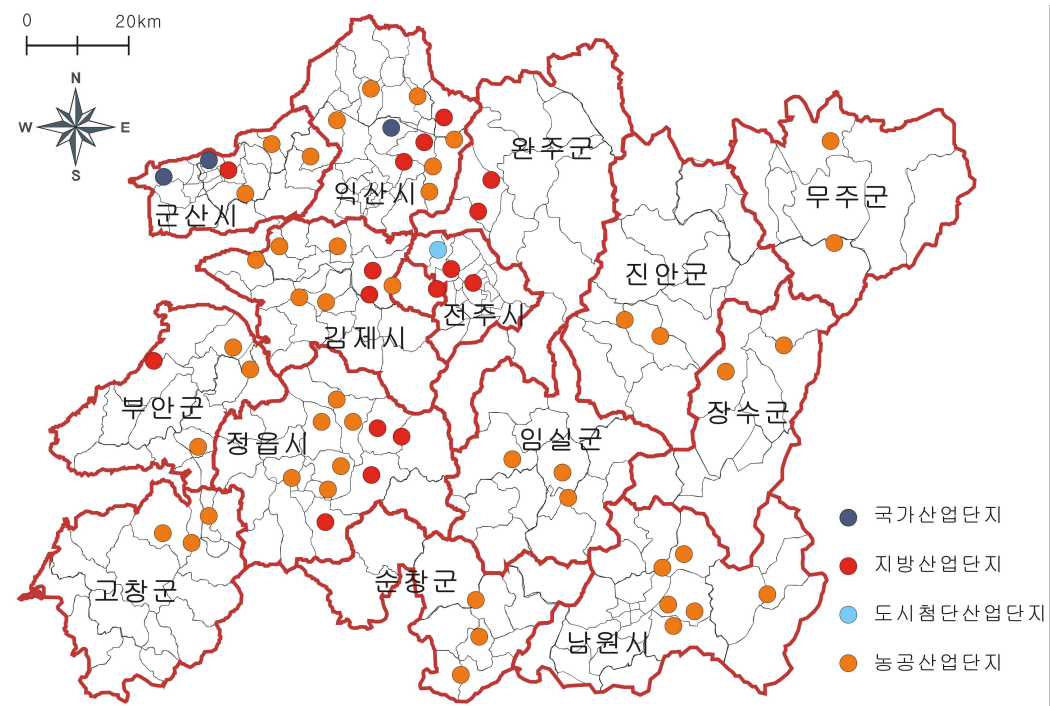 0 20km
N
W E
S
완주군
무주군
익산시
군산시
진안군
전주시
김제시
부안군
장수군
정읍시
임실군
국가산업단지
지방산업단지
순창군
고창군
도시첨단산업단지
남원시
농공산업단지